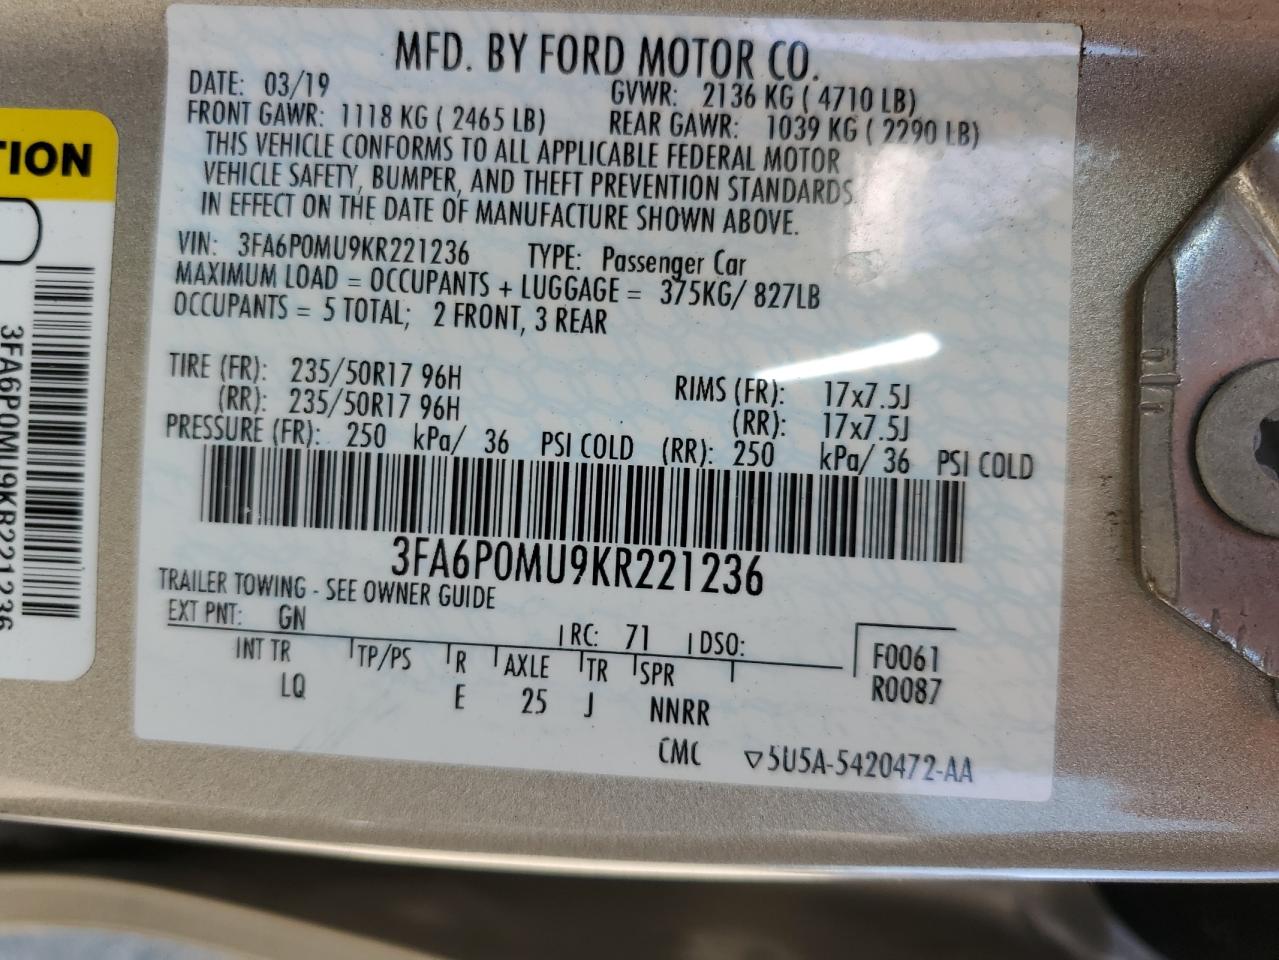 MFD. BY FORD MOTOR CO.
DATE: 03/19 GVWR: 2136 KG ( 4710 LB)
FRONT GAWR: 1118 KG ( 2465 LB) REAR GAWR: 1039 KG ( 2290 LB)
THIS VEHICLE CONFORMS TO ALL APPLICABLE FEDERAL MOTOR
VEHICLE SAFETY, BUMPER, AND THEFT PREVENTION STANDARDS
IN EFFECT ON THE DATE OF MANUFACTURE SHOWN ABOVE.
VIN: 3FA6P0MU9KR221236 TYPE: Passenger Car
MAXIMUM LOAD = OCCUPANTS + LUGGAGE = 375KG/ 827LB
OCCUPANTS = 5 TOTAL; 2 FRONT, 3 REAR
TIRE (FR): 235/50R17 96H RIMS (FR): 17x7.5J
(RR): 235/50R17 96H (RR): 17x7.5J
PRESSURE (FR): 250 kPa/ 36 PSI COLD (RR): 250 kPa/ 36 PSI COLD
3FA6P0MU9KR221236
TRAILER TOWING - SEE OWNER GUIDE
EXT PNT: GN RC: 71 DSO:
INT TR TP/PS R AXLE TR SPR F0061
LQ E 25 J NNRR R0087
CMC ▽5U5A-5420472-AA
TION
3FA6P0MU9KR221236